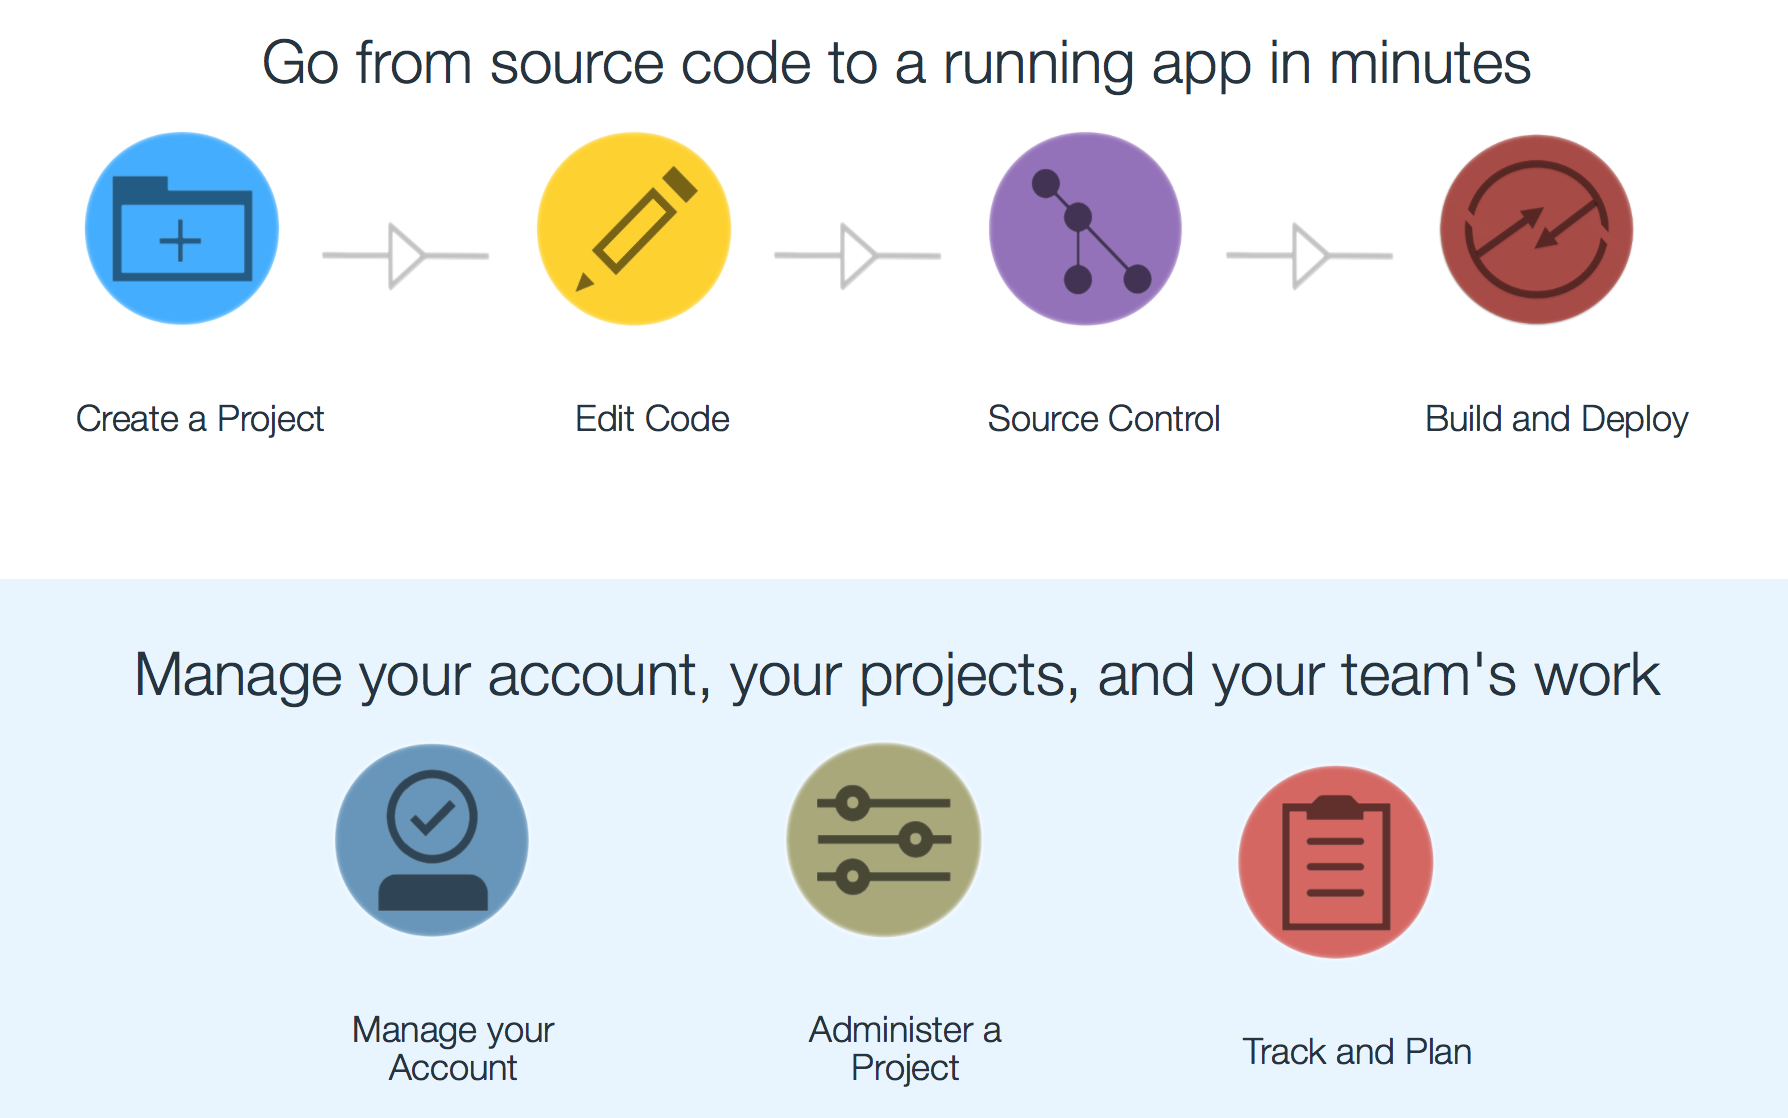 Go from source code to a running app in minutes
Create a Project
Edit Code
Source Control
Build and Deploy
Manage your account, your projects, and your team's work
Manage your
Account
Administer a
Project
Track and Plan